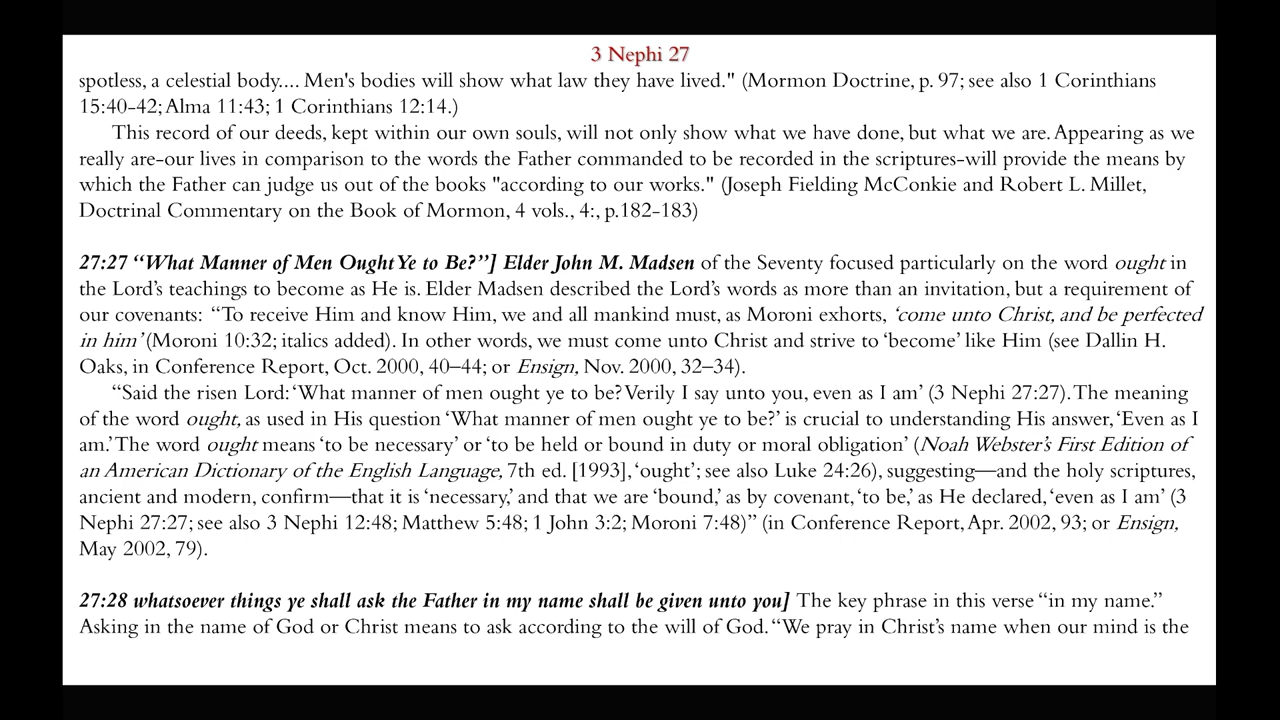 3 Nephi 27
spotless, a celestial body.... Men's bodies will show what law they have lived." (Mormon Doctrine, p. 97; see also 1 Corinthians
15:40-42; Alma 11:43; 1 Corinthians 12:14.)
This record of our deeds, kept within our own souls, will not only show what we have done, but what we are. Appearing as we
really are-our lives in comparison to the words the Father commanded to be recorded in the scriptures-will provide the means by
which the Father can judge us out of the books "according to our works." (Joseph Fielding McConkie and Robert L. Millet,
Doctrinal Commentary on the Book of Mormon, 4 vols., 4:, p.182-183)
27:27 “What Manner of Men Ought Ye to Be?”] Elder John M. Madsen of the Seventy focused particularly on the word ought in
the Lord’s teachings to become as He is. Elder Madsen described the Lord’s words as more than an invitation, but a requirement of
our covenants: “To receive Him and know Him, we and all mankind must, as Moroni exhorts, ‘come unto Christ, and be perfected
in him’ (Moroni 10:32; italics added). In other words, we must come unto Christ and strive to ‘become’ like Him (see Dallin H.
Oaks, in Conference Report, Oct. 2000, 40–44; or Ensign, Nov. 2000, 32–34).
“Said the risen Lord: ‘What manner of men ought ye to be? Verily I say unto you, even as I am’ (3 Nephi 27:27). The meaning
of the word ought, as used in His question ‘What manner of men ought ye to be?’ is crucial to understanding His answer, ‘Even as I
am.’ The word ought means ‘to be necessary’ or ‘to be held or bound in duty or moral obligation’ (Noah Webster’s First Edition of
an American Dictionary of the English Language, 7th ed. [1993], ‘ought’; see also Luke 24:26), suggesting—and the holy scriptures,
ancient and modern, confirm—that it is ‘necessary,’ and that we are ‘bound,’ as by covenant, ‘to be,’ as He declared, ‘even as I am’ (3
Nephi 27:27; see also 3 Nephi 12:48; Matthew 5:48; 1 John 3:2; Moroni 7:48)” (in Conference Report, Apr. 2002, 93; or Ensign,
May 2002, 79).
27:28 whatsoever things ye shall ask the Father in my name shall be given unto you] The key phrase in this verse “in my name.”
Asking in the name of God or Christ means to ask according to the will of God. “We pray in Christ’s name when our mind is the